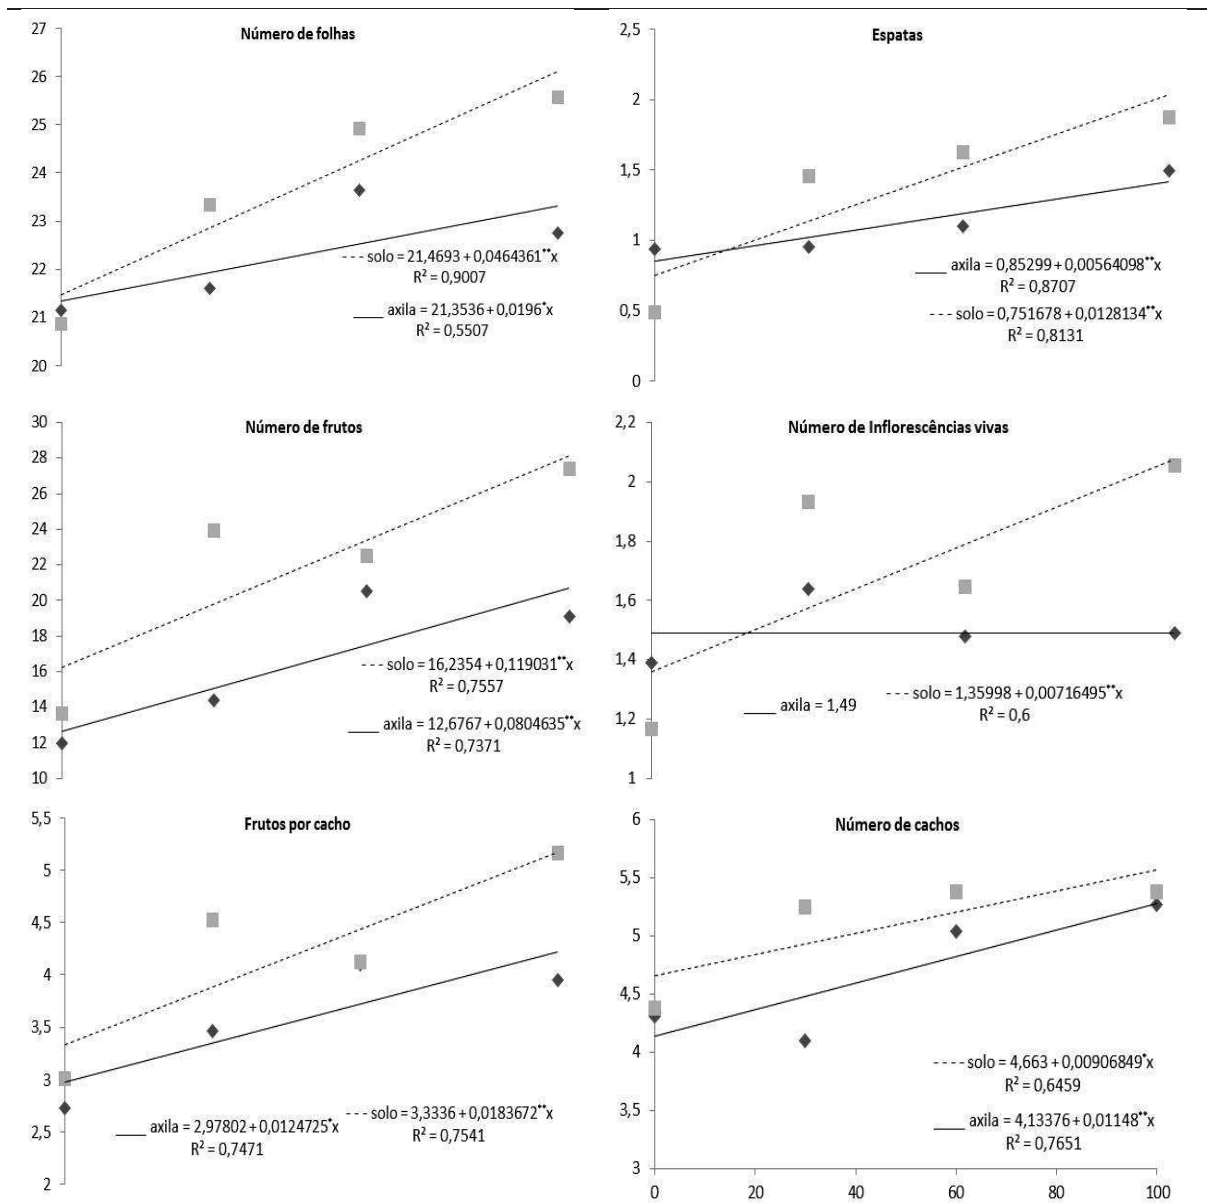 Número de folhas
27
26
25
24
23
22
21
20
solo = 21,4693 + 0,0464361**x
R² = 0,9007
axila = 21,3536 + 0,0196*x
R² = 0,5507
Espatas
2,5
2
1,5
1
0,5
0
axila = 0,85299 + 0,00564098**x
R² = 0,8707
solo = 0,751678 + 0,0128134**x
R² = 0,8131
Número de frutos
30
28
26
24
22
20
18
16
14
12
10
solo = 16,2354 + 0,119031**x
R² = 0,7557
axila = 12,6767 + 0,0804635**x
R² = 0,7371
Número de Inflorescências vivas
2,2
2
1,8
1,6
1,4
1,2
1
axila = 1,49
solo = 1,35998 + 0,00716495**x
R² = 0,6
Frutos por cacho
5,5
5
4,5
4
3,5
3
2,5
2
axila = 2,97802 + 0,0124725*x
R² = 0,7471
solo = 3,3336 + 0,0183672**x
R² = 0,7541
Número de cachos
6
5,5
5
4,5
4
3,5
3
solo = 4,663 + 0,00906849*x
R² = 0,6459
axila = 4,13376 + 0,01148**x
R² = 0,7651
0 20 40 60 80 100